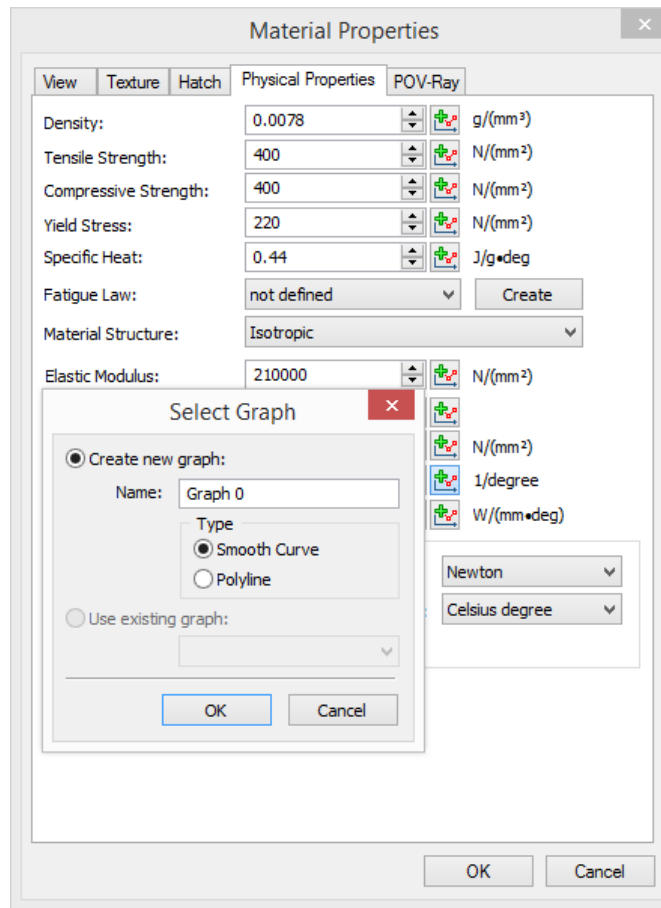 Material Properties
View Texture Hatch Physical Properties POV-Ray
Density: 0.0078 g/(mm³)
Tensile Strength: 400 N/(mm²)
Compressive Strength: 400 N/(mm²)
Yield Stress: 220 N/(mm²)
Specific Heat: 0.44 J/g•deg
Fatigue Law: not defined Create
Material Structure: Isotropic
Elastic Modulus: 210000 N/(mm²)
Select Graph
N/(mm²)
Create new graph:
1/degree
Name: Graph 0
W/(mm•deg)
Type
Smooth Curve
Newton
Polyline
Celsius degree
Use existing graph:
OK Cancel
OK Cancel